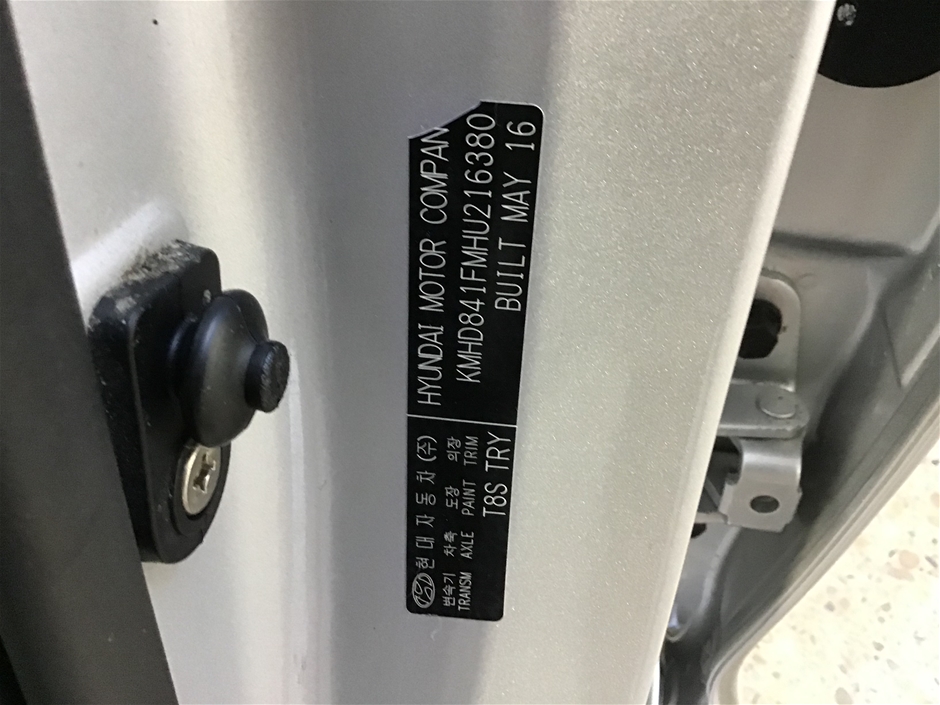 HYUNDAI MOTOR COMPAN
KMHD841FMHU216380
BUILT MAY 16
현대자동차(주)
변속기 차축 도장 의장
TRANSM AXLE PAINT TRIM
T8S TRY